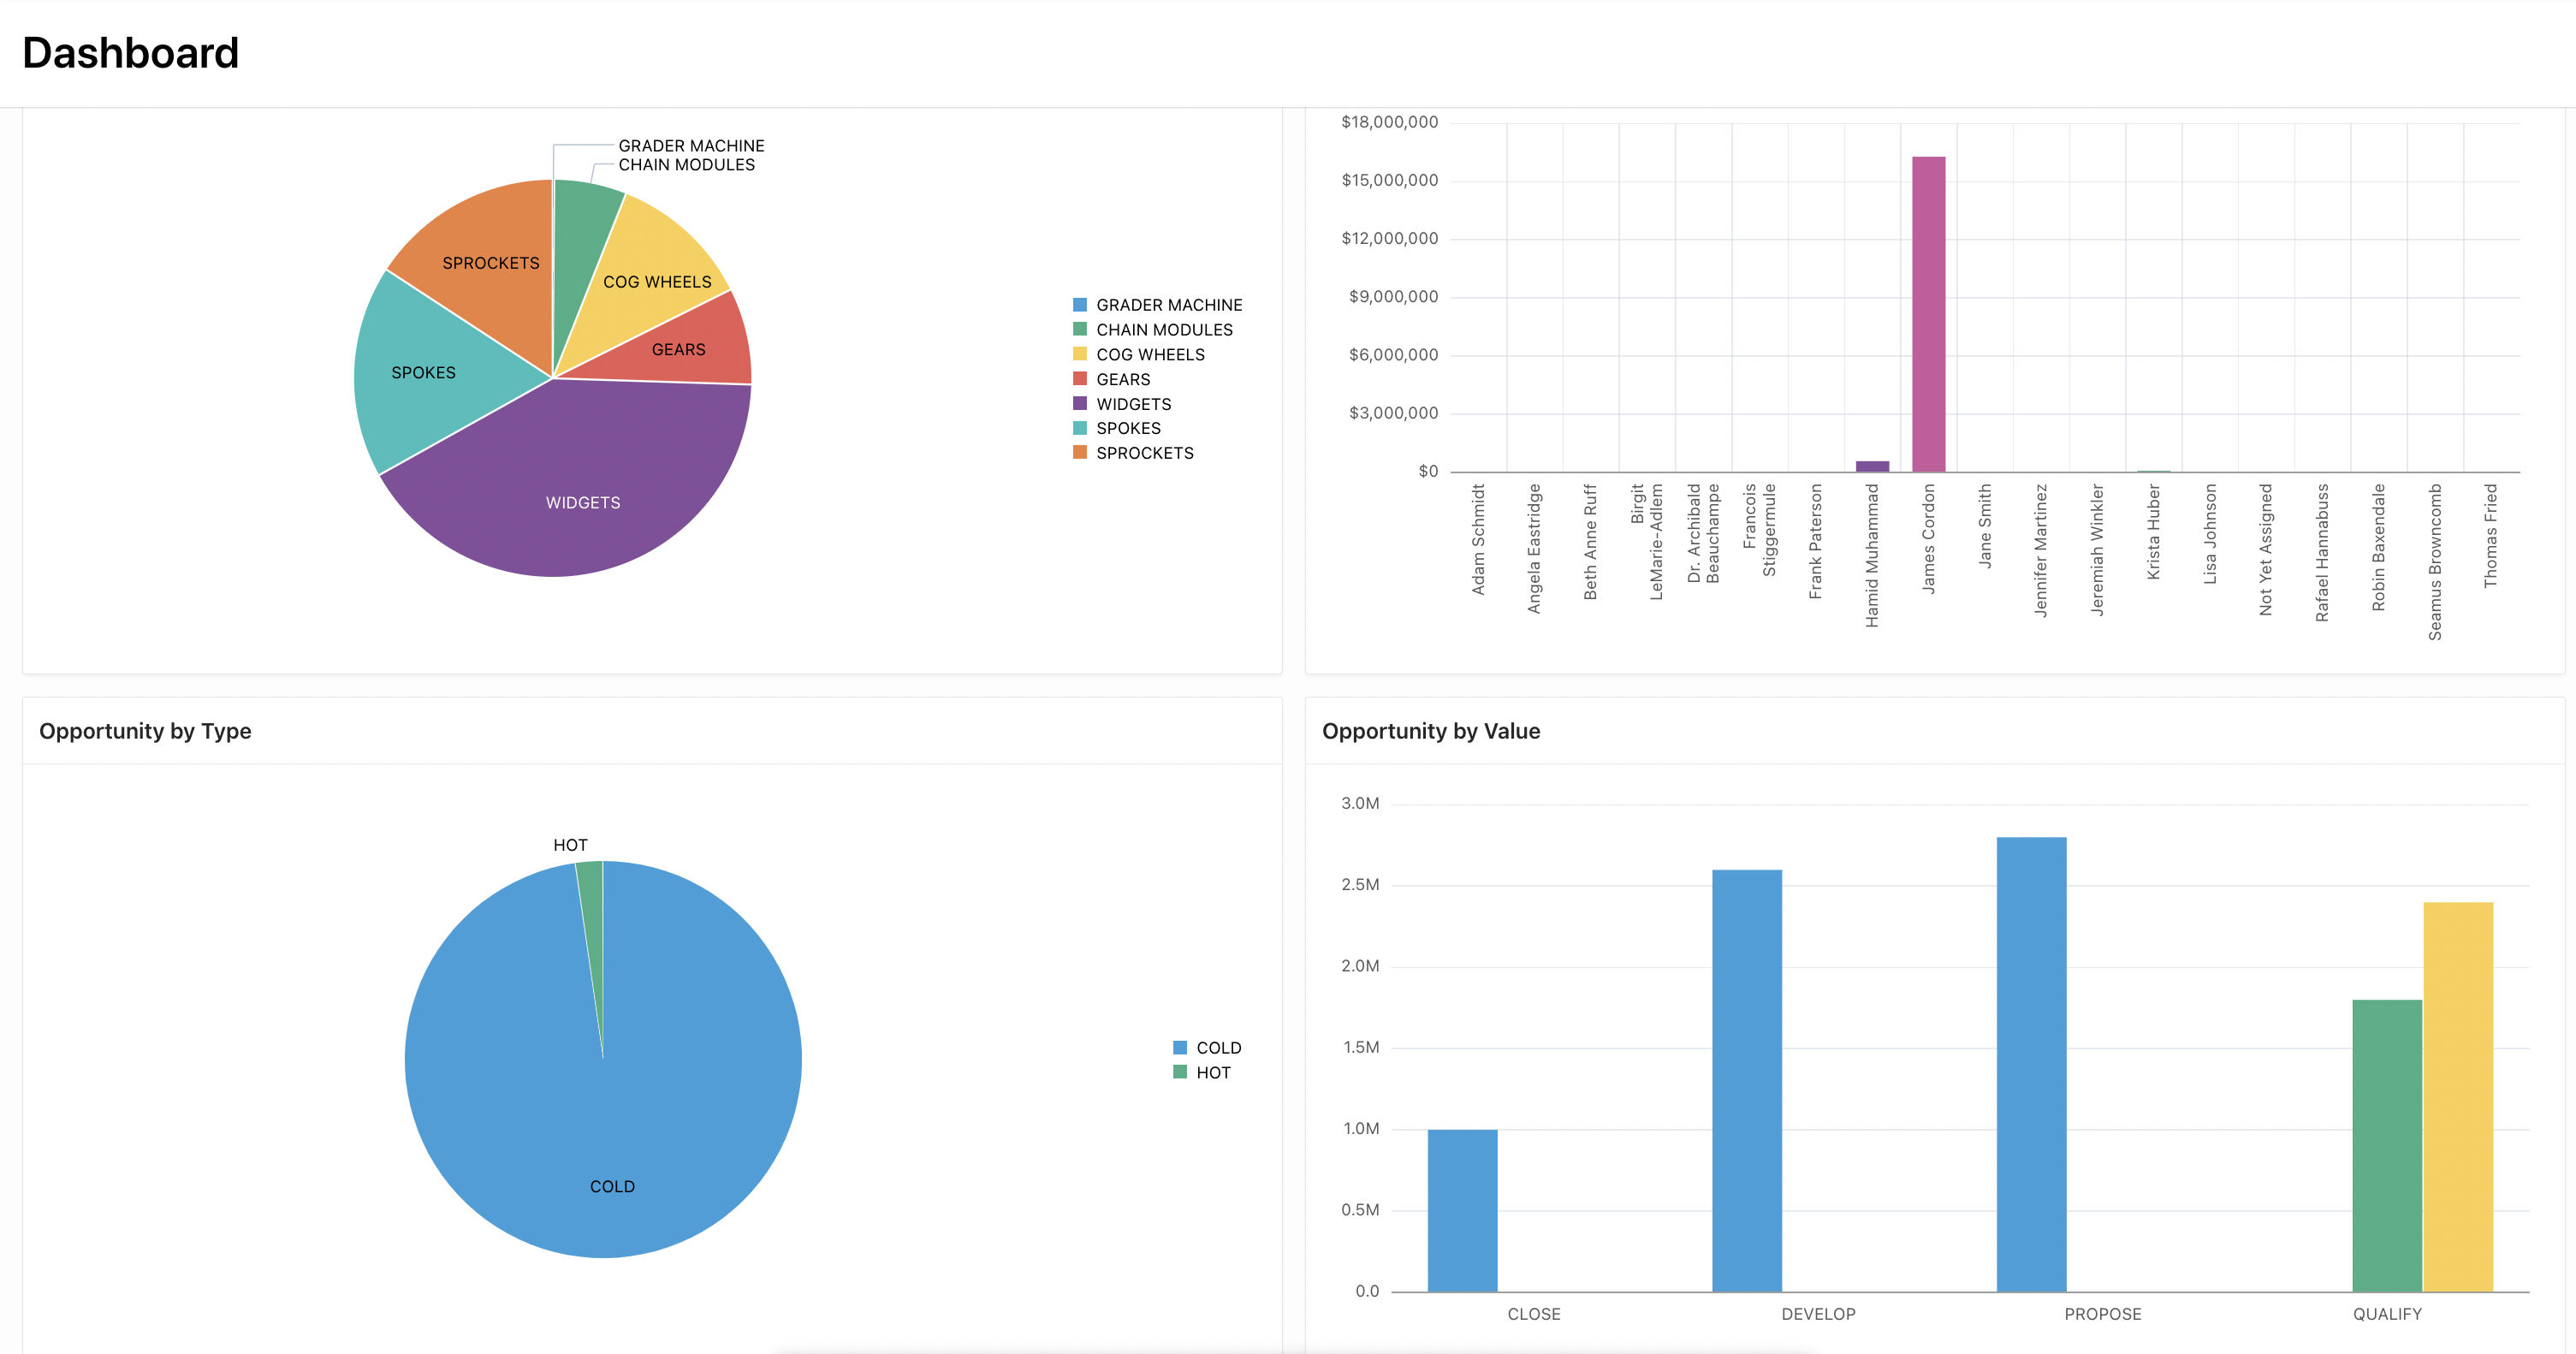 Dashboard
GRADER MACHINE
CHAIN MODULES
SPROCKETS
COG WHEELS
GEARS
SPOKES
WIDGETS
GRADER MACHINE
CHAIN MODULES
COG WHEELS
GEARS
WIDGETS
SPOKES
SPROCKETS
$18,000,000
$15,000,000
$12,000,000
$9,000,000
$6,000,000
$3,000,000
$0
Adam Schmidt
Angela Eastridge
Beth Anne Ruff
Birgit
LeMarie-Adlem
Dr. Archibald
Beauchampe
Francois
Stiggermule
Frank Paterson
Hamid Muhammad
James Cordon
Jane Smith
Jennifer Martinez
Jeremiah Winkler
Krista Huber
Lisa Johnson
Not Yet Assigned
Rafael Hannabuss
Robin Baxendale
Seamus Browncomb
Thomas Fried
Opportunity by Type
HOT
COLD
COLD
HOT
Opportunity by Value
3.0M
2.5M
2.0M
1.5M
1.0M
0.5M
0.0
CLOSE
DEVELOP
PROPOSE
QUALIFY